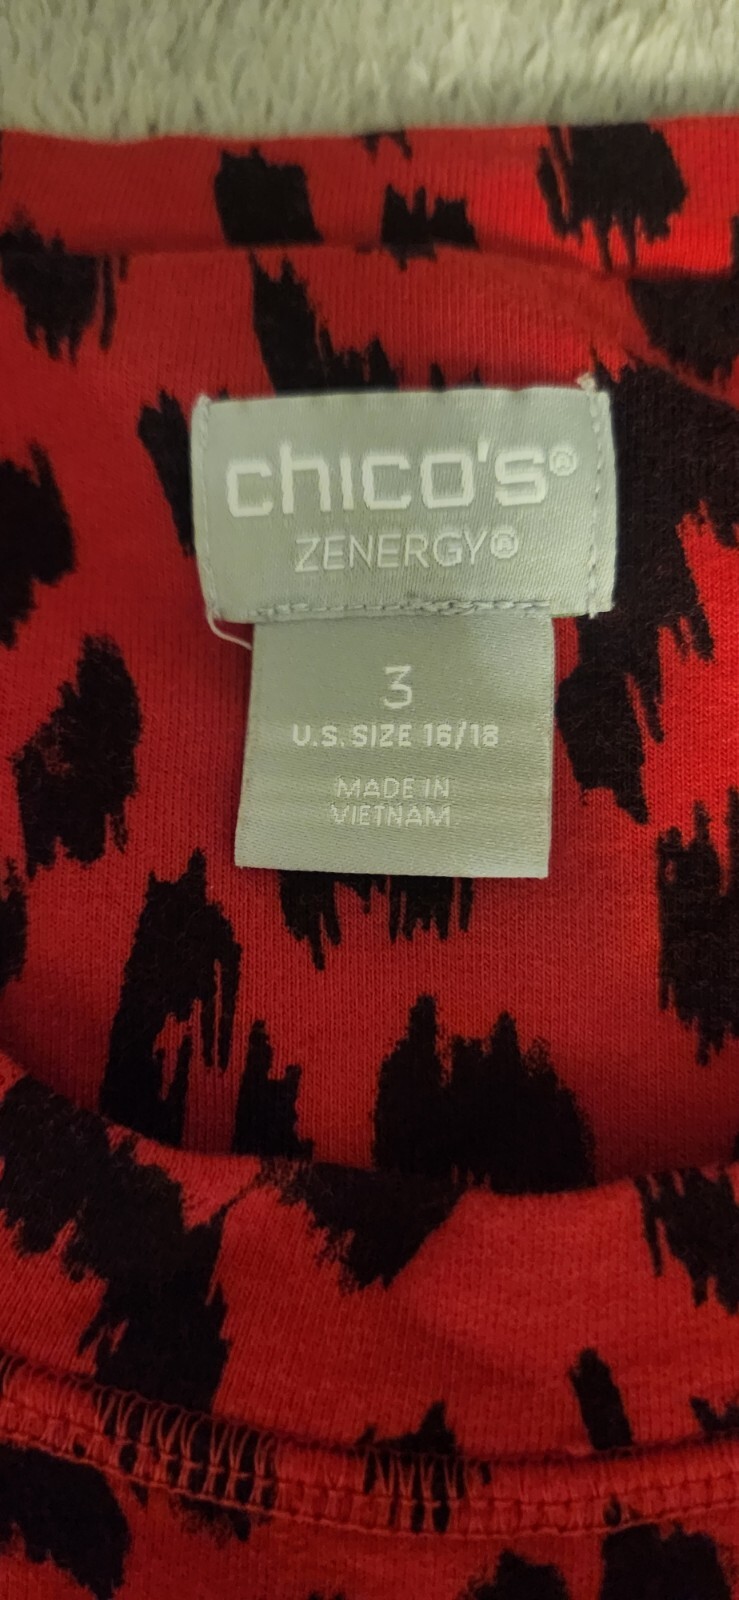 chico's®
ZENERGY®
3
U.S. SIZE 16/18
MADE IN
VIETNAM